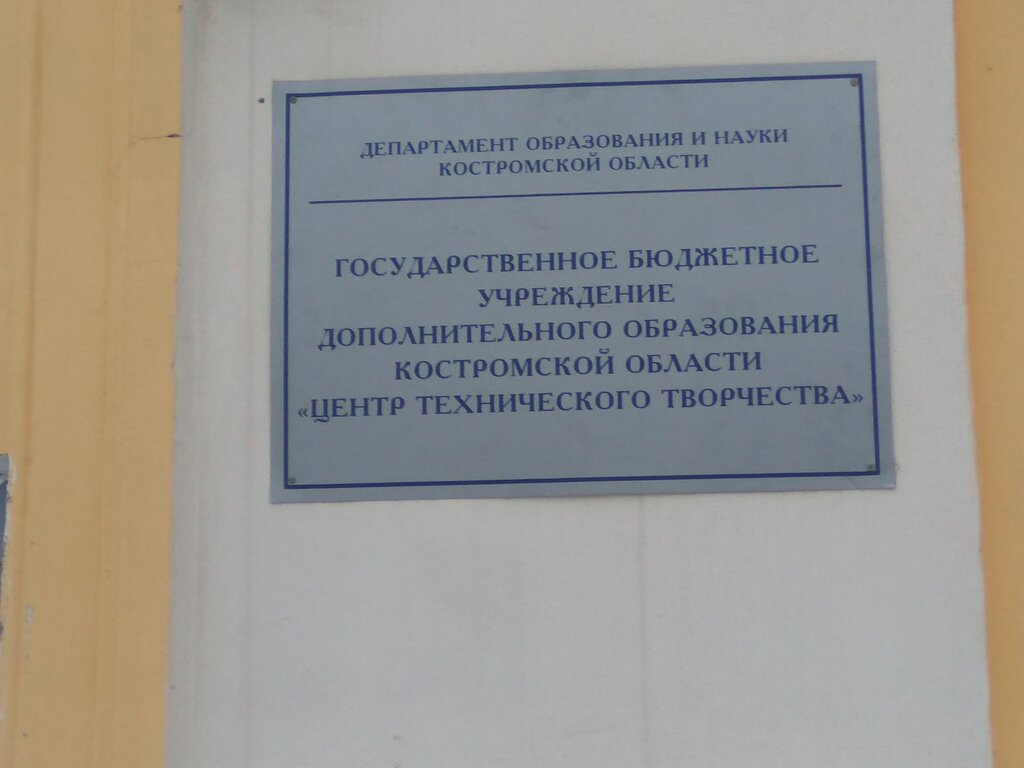 ДЕПАРТАМЕНТ ОБРАЗОВАНИЯ И НАУКИ
КОСТРОМСКОЙ ОБЛАСТИ
ГОСУДАРСТВЕННОЕ БЮДЖЕТНОЕ
УЧРЕЖДЕНИЕ
ДОПОЛНИТЕЛЬНОГО ОБРАЗОВАНИЯ
КОСТРОМСКОЙ ОБЛАСТИ
«ЦЕНТР ТЕХНИЧЕСКОГО ТВОРЧЕСТВА»